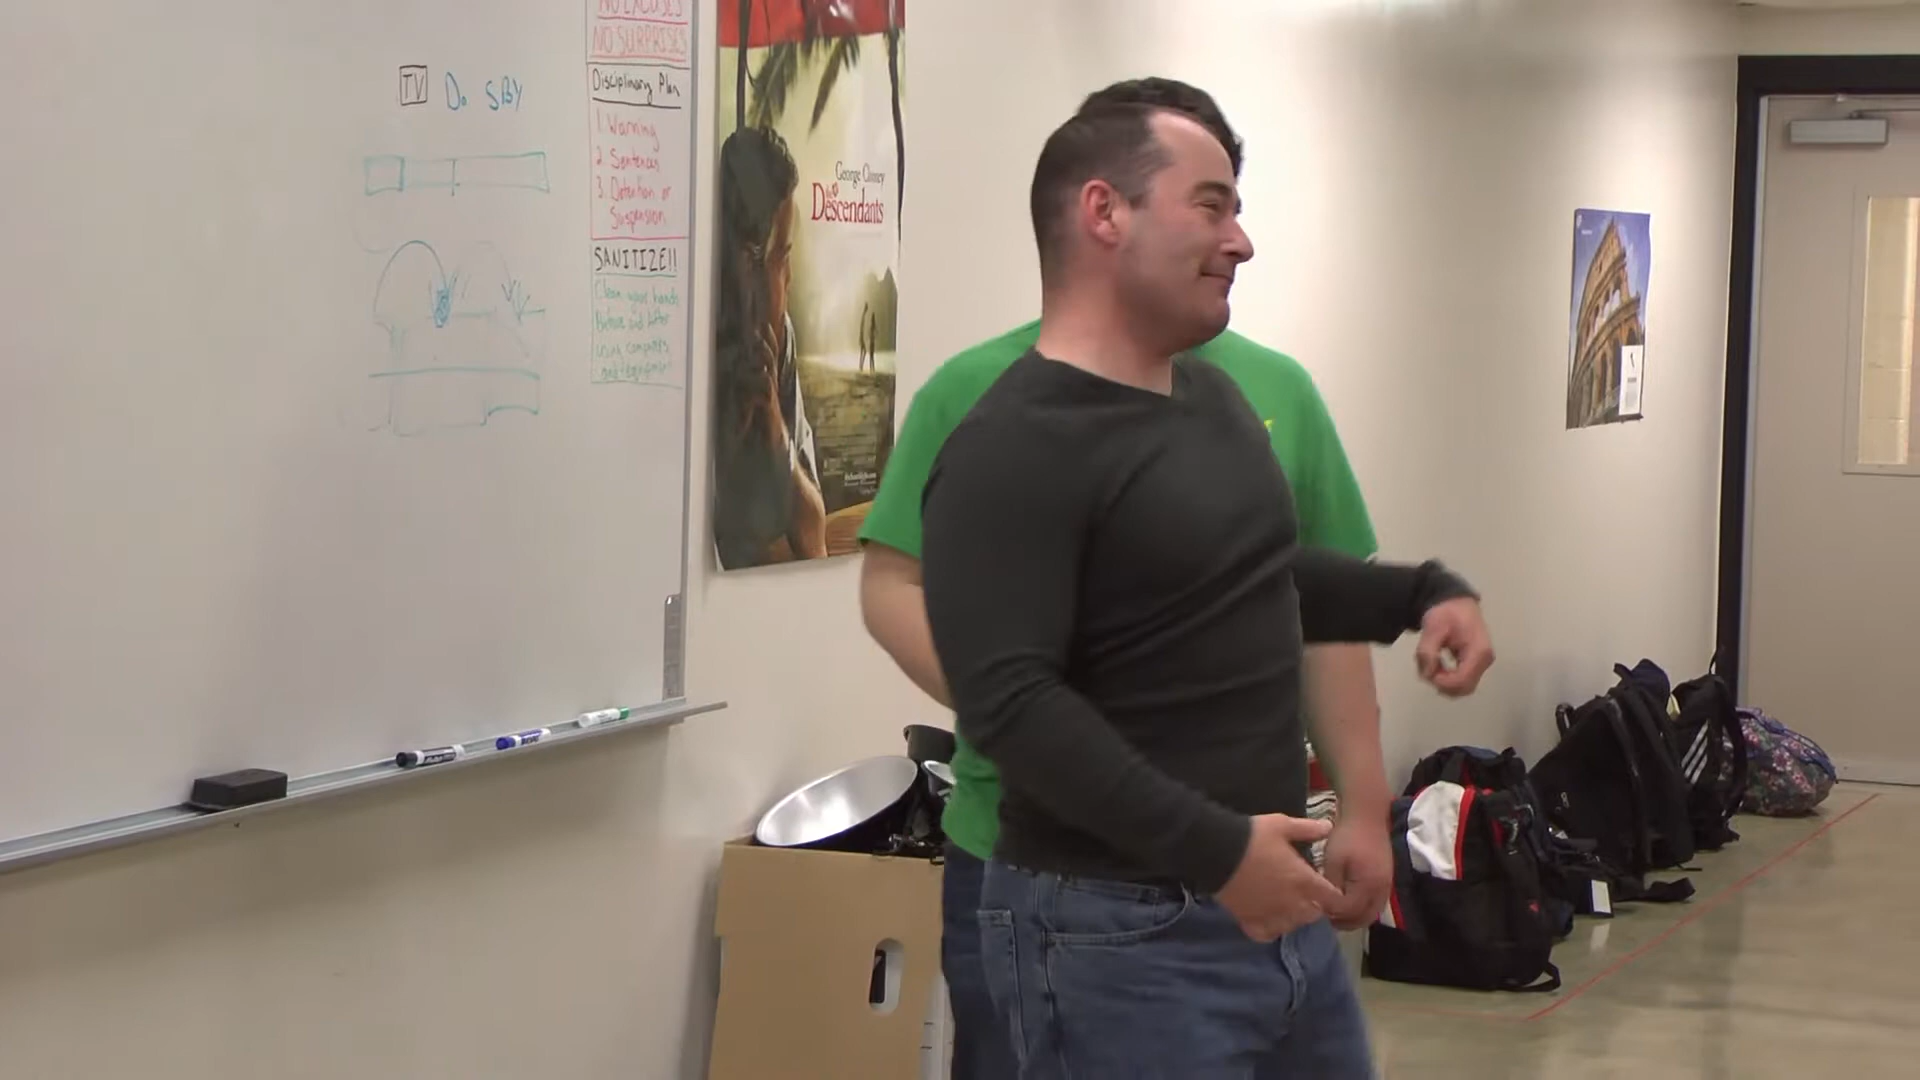 TV Do SBY
NO EXCUSES
NO SURPRISES
Disciplinary Plan
1. Warning
2. Sentences
3. Detention or
Suspension
SANITIZE!!
Clean your hands
Before and After
using computers
and equipment
George Clooney
the
Descendants